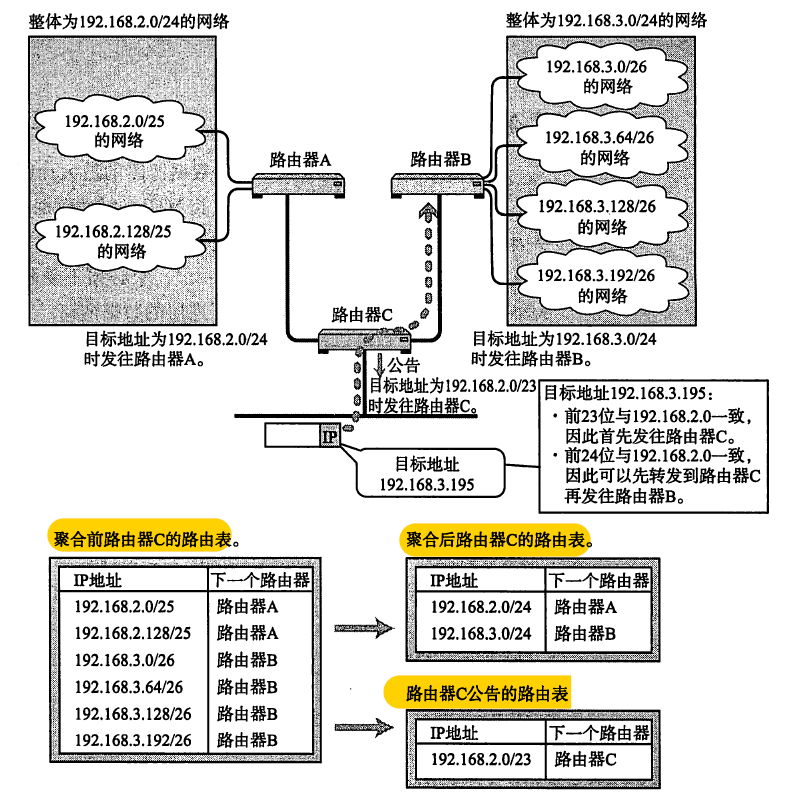 整体为192.168.2.0/24的网络
整体为192.168.3.0/24的网络
192.168.2.0/25
的网络
192.168.2.128/25
的网络
路由器A
路由器B
192.168.3.0/26
的网络
192.168.3.64/26
的网络
192.168.3.128/26
的网络
192.168.3.192/26
的网络
路由器C
目标地址为192.168.2.0/24
时发往路由器A。
目标地址为192.168.3.0/24
时发往路由器B。
公告
目标地址为192.168.2.0/23
时发往路由器C。
IP
目标地址
192.168.3.195
目标地址192.168.3.195：
·前23位与192.168.2.0一致，
因此首先发往路由器C。
·前24位与192.168.2.0一致，
因此可以先转发到路由器C
再发往路由器B。
聚合前路由器C的路由表。
IP地址 下一个路由器
192.168.2.0/25 路由器A
192.168.2.128/25 路由器A
192.168.3.0/26 路由器B
192.168.3.64/26 路由器B
192.168.3.128/26 路由器B
192.168.3.192/26 路由器B
聚合后路由器C的路由表。
IP地址 下一个路由器
192.168.2.0/24 路由器A
192.168.3.0/24 路由器B
路由器C公告的路由表
IP地址 下一个路由器
192.168.2.0/23 路由器C